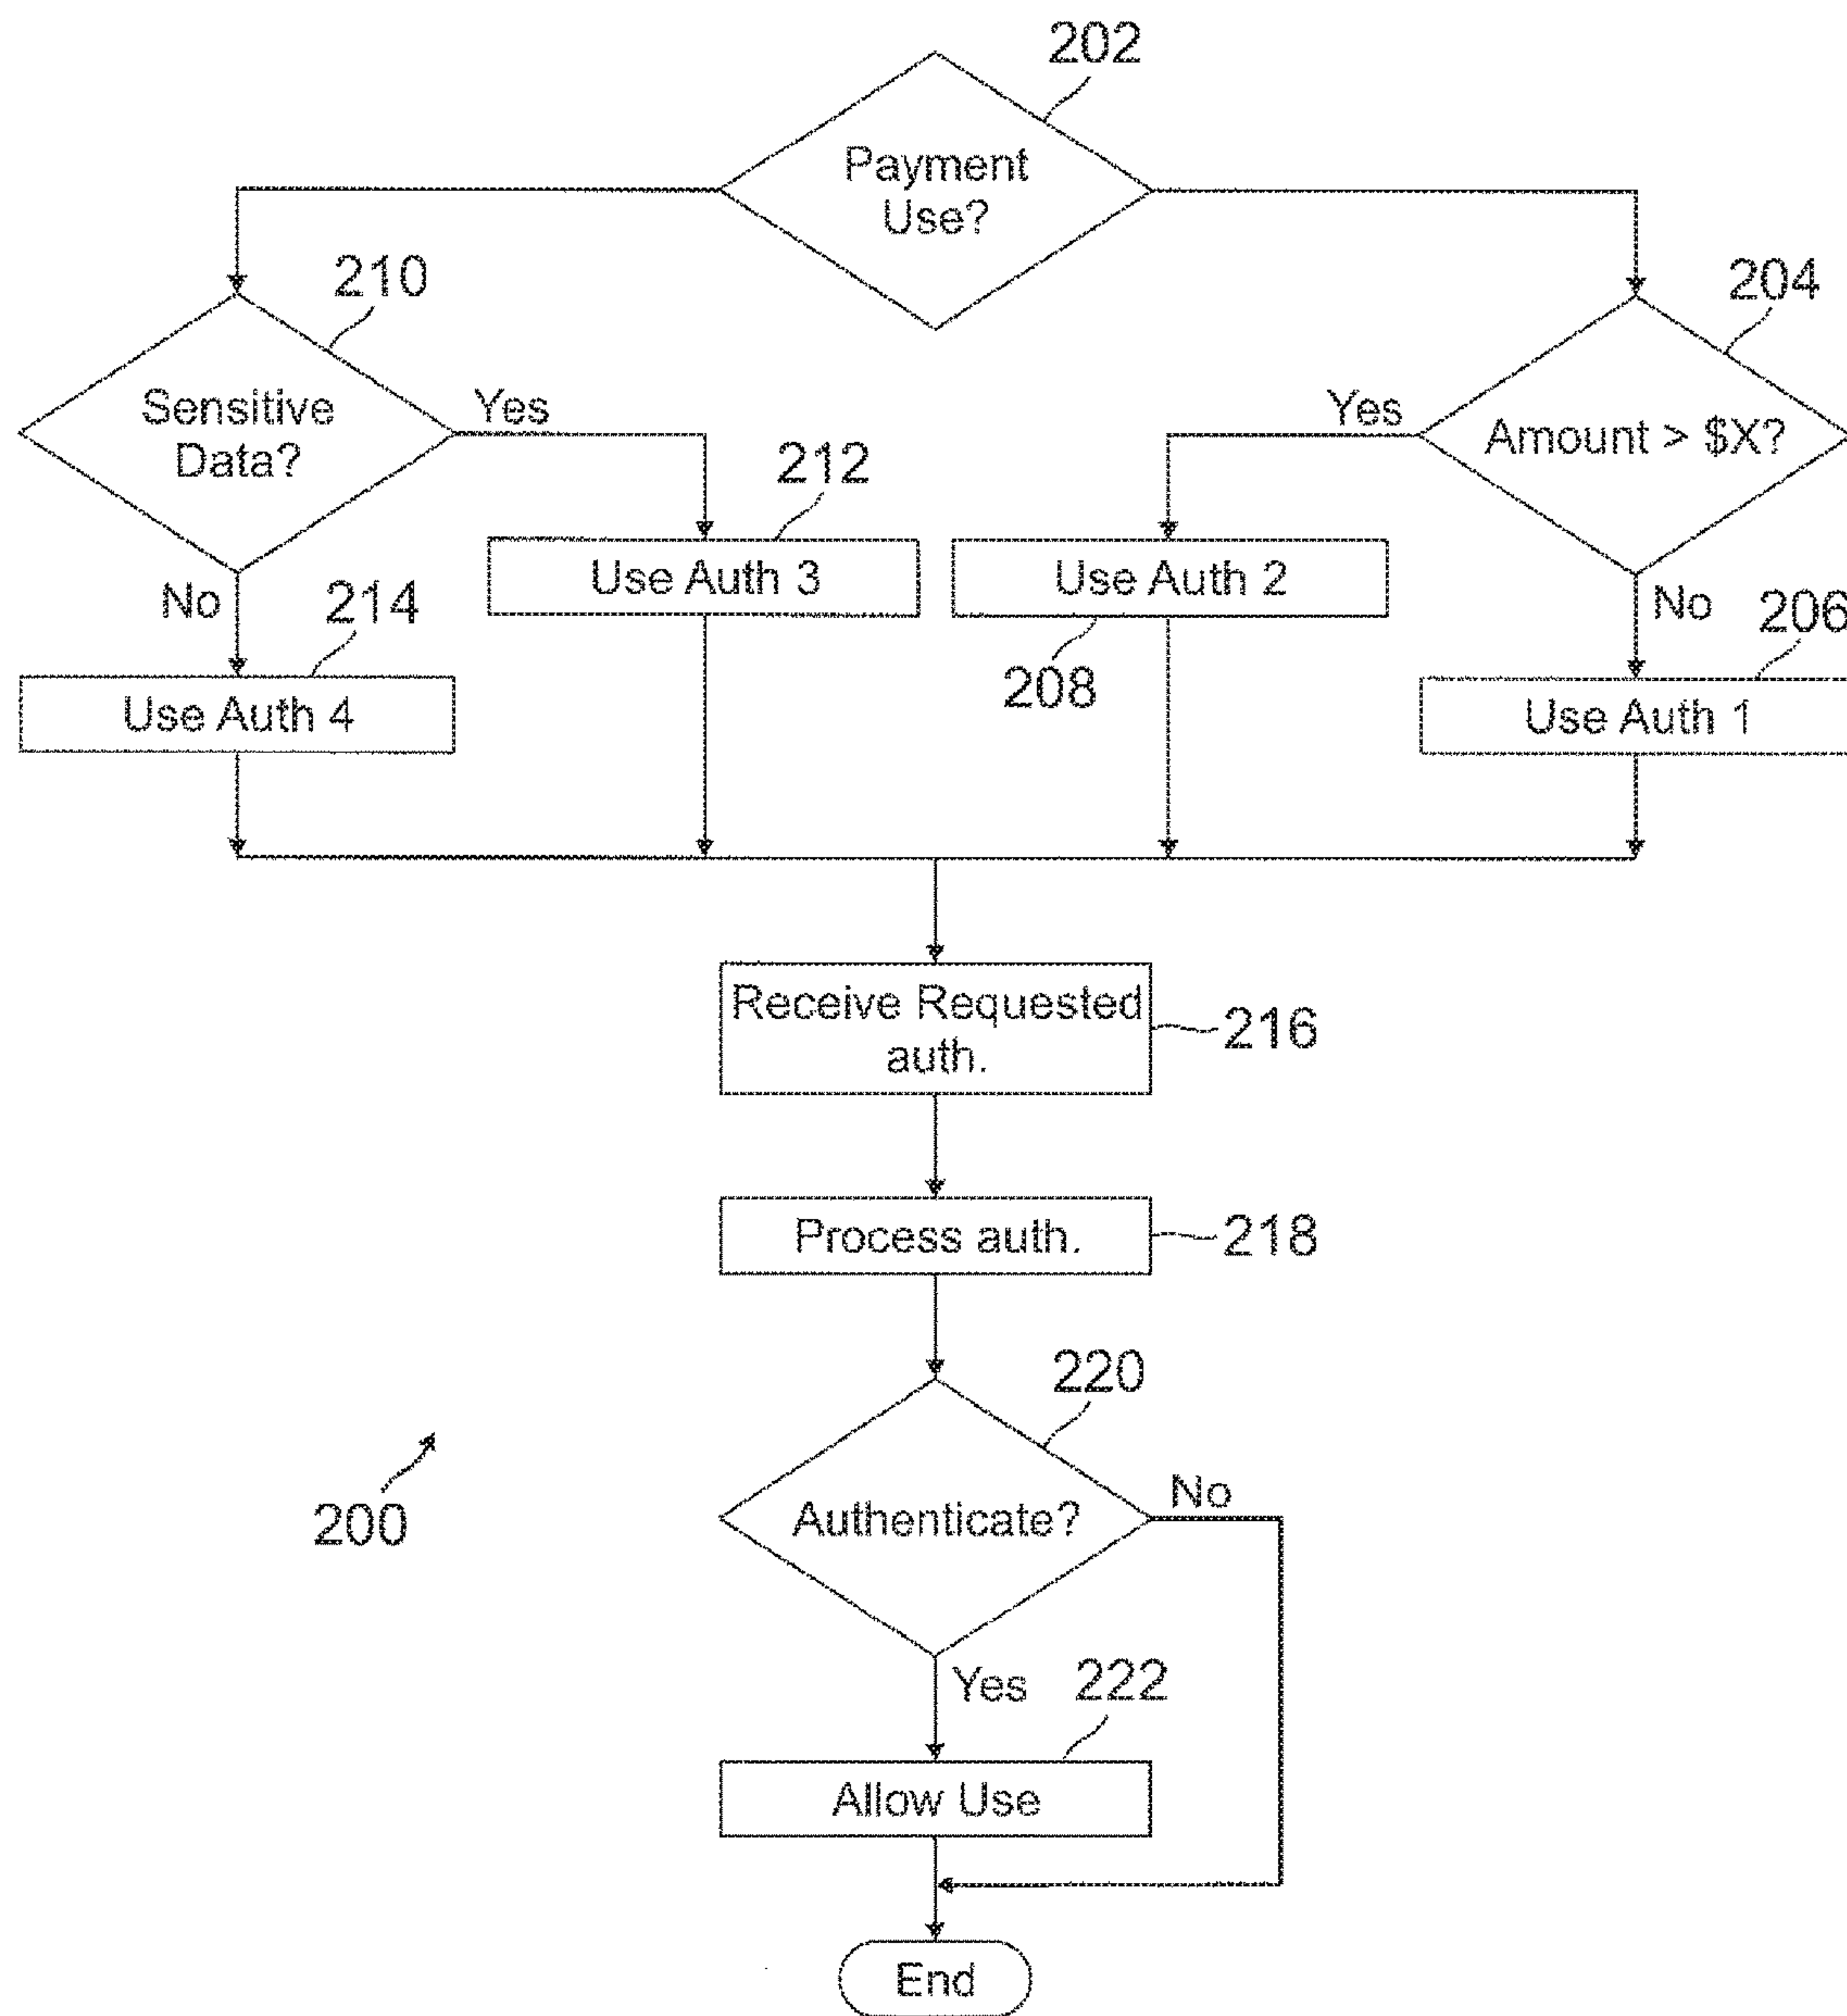 202
Payment
Use?
210
204
Sensitive
Data?
Yes
Yes
Amount > $X?
212
Use Auth 3
Use Auth 2
No
214
208
No
206
Use Auth 4
Use Auth 1
Receive Requested
auth.
216
Process auth.
218
220
Authenticate?
No
200
Yes
222
Allow Use
End